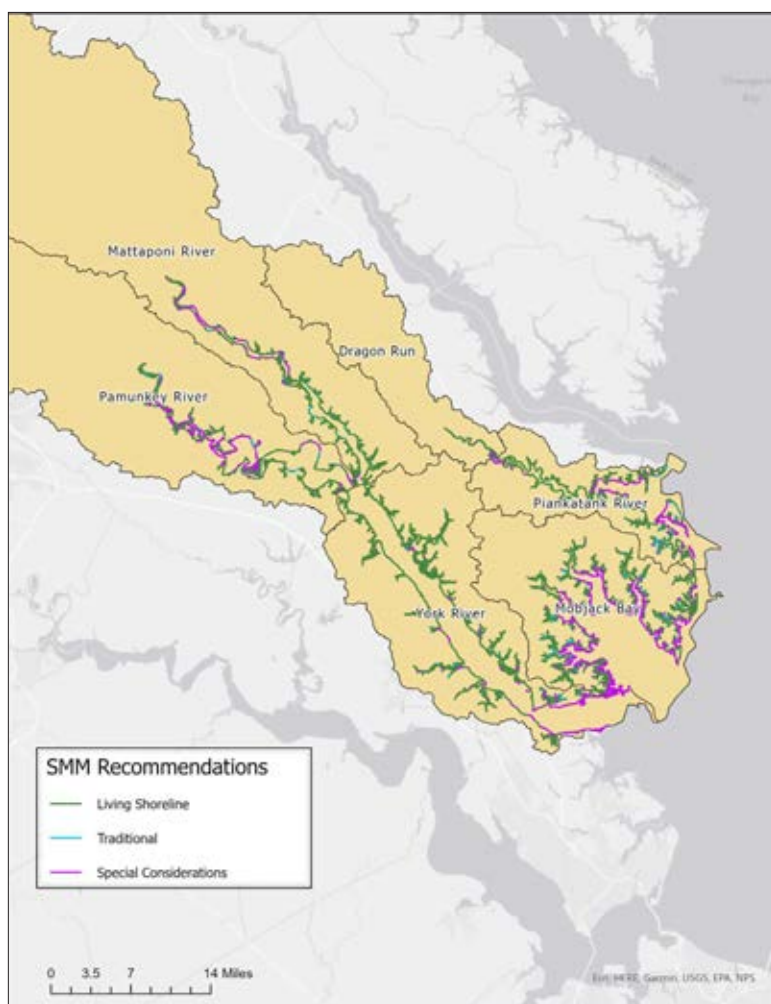 Mattaponi River
Dragon Run
Pamunkey River
Piankatank River
York River
Mobjack Bay
SMM Recommendations
Living Shoreline
Traditional
Special Considerations
0 3.5 7 14 Miles
Esri, HERE, Garmin, USGS, EPA, NPS